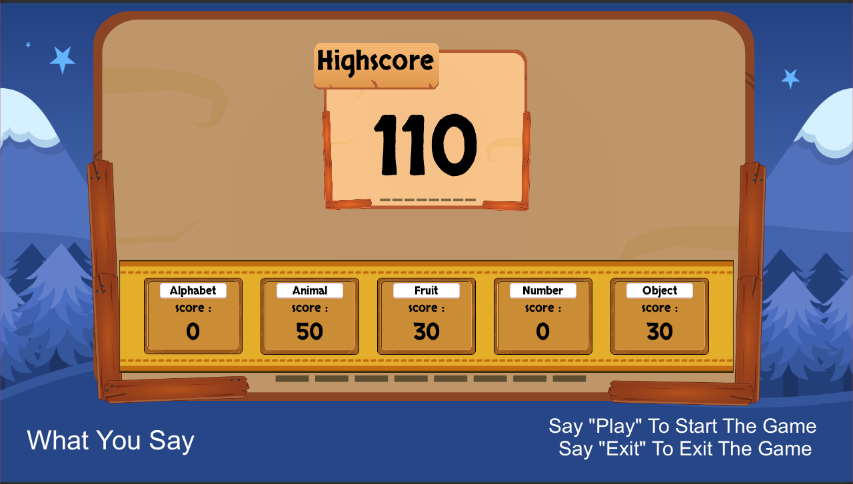 Highscore
110
Alphabet
score :
0
Animal
score :
50
Fruit
score :
30
Number
score :
0
Object
score :
30
What You Say
Say "Play" To Start The Game
Say "Exit" To Exit The Game